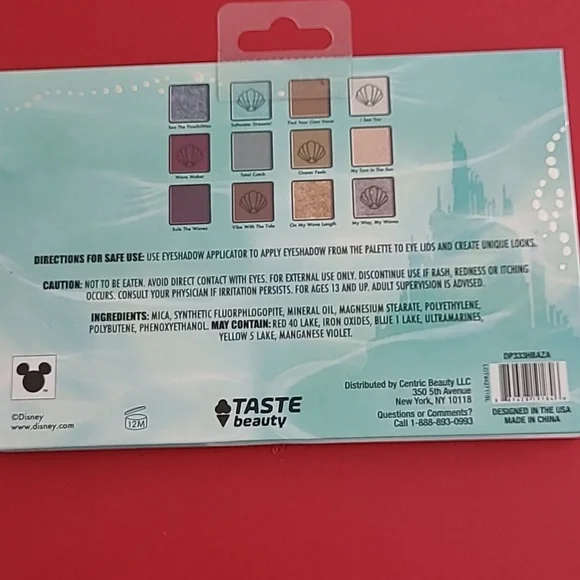 See The Possibilities
Saltwater Dreamin'
Find Your Own Voice
I Sea You
Wave Maker
Total Catch
Ocean Feels
My Turn in The Sun
Rule The Waves
Vibe With The Tide
On My Wave Length
My Way, My Waves
DIRECTIONS FOR SAFE USE: USE EYESHADOW APPLICATOR TO APPLY EYESHADOW FROM THE PALETTE TO EYE LIDS AND CREATE UNIQUE LOOKS.
CAUTION: NOT TO BE EATEN. AVOID DIRECT CONTACT WITH EYES. FOR EXTERNAL USE ONLY. DISCONTINUE USE IF RASH, REDNESS OR ITCHING
OCCURS. CONSULT YOUR PHYSICIAN IF IRRITATION PERSISTS. FOR AGES 13 AND UP. ADULT SUPERVISION IS ADVISED.
INGREDIENTS: MICA, SYNTHETIC FLUORPHLOGOPITE, MINERAL OIL, MAGNESIUM STEARATE, POLYETHYLENE,
POLYBUTENE, PHENOXYETHANOL. MAY CONTAIN: RED 40 LAKE, IRON OXIDES, BLUE 1 LAKE, ULTRAMARINES,
YELLOW 5 LAKE, MANGANESE VIOLET.
©Disney
www.disney.com
12M
TASTE
beauty
Distributed by Centric Beauty LLC
350 5th Avenue
New York, NY 10118
Questions or Comments?
Call 1-888-893-0993
DP333HBAZA
DESIGNED IN THE USA
MADE IN CHINA